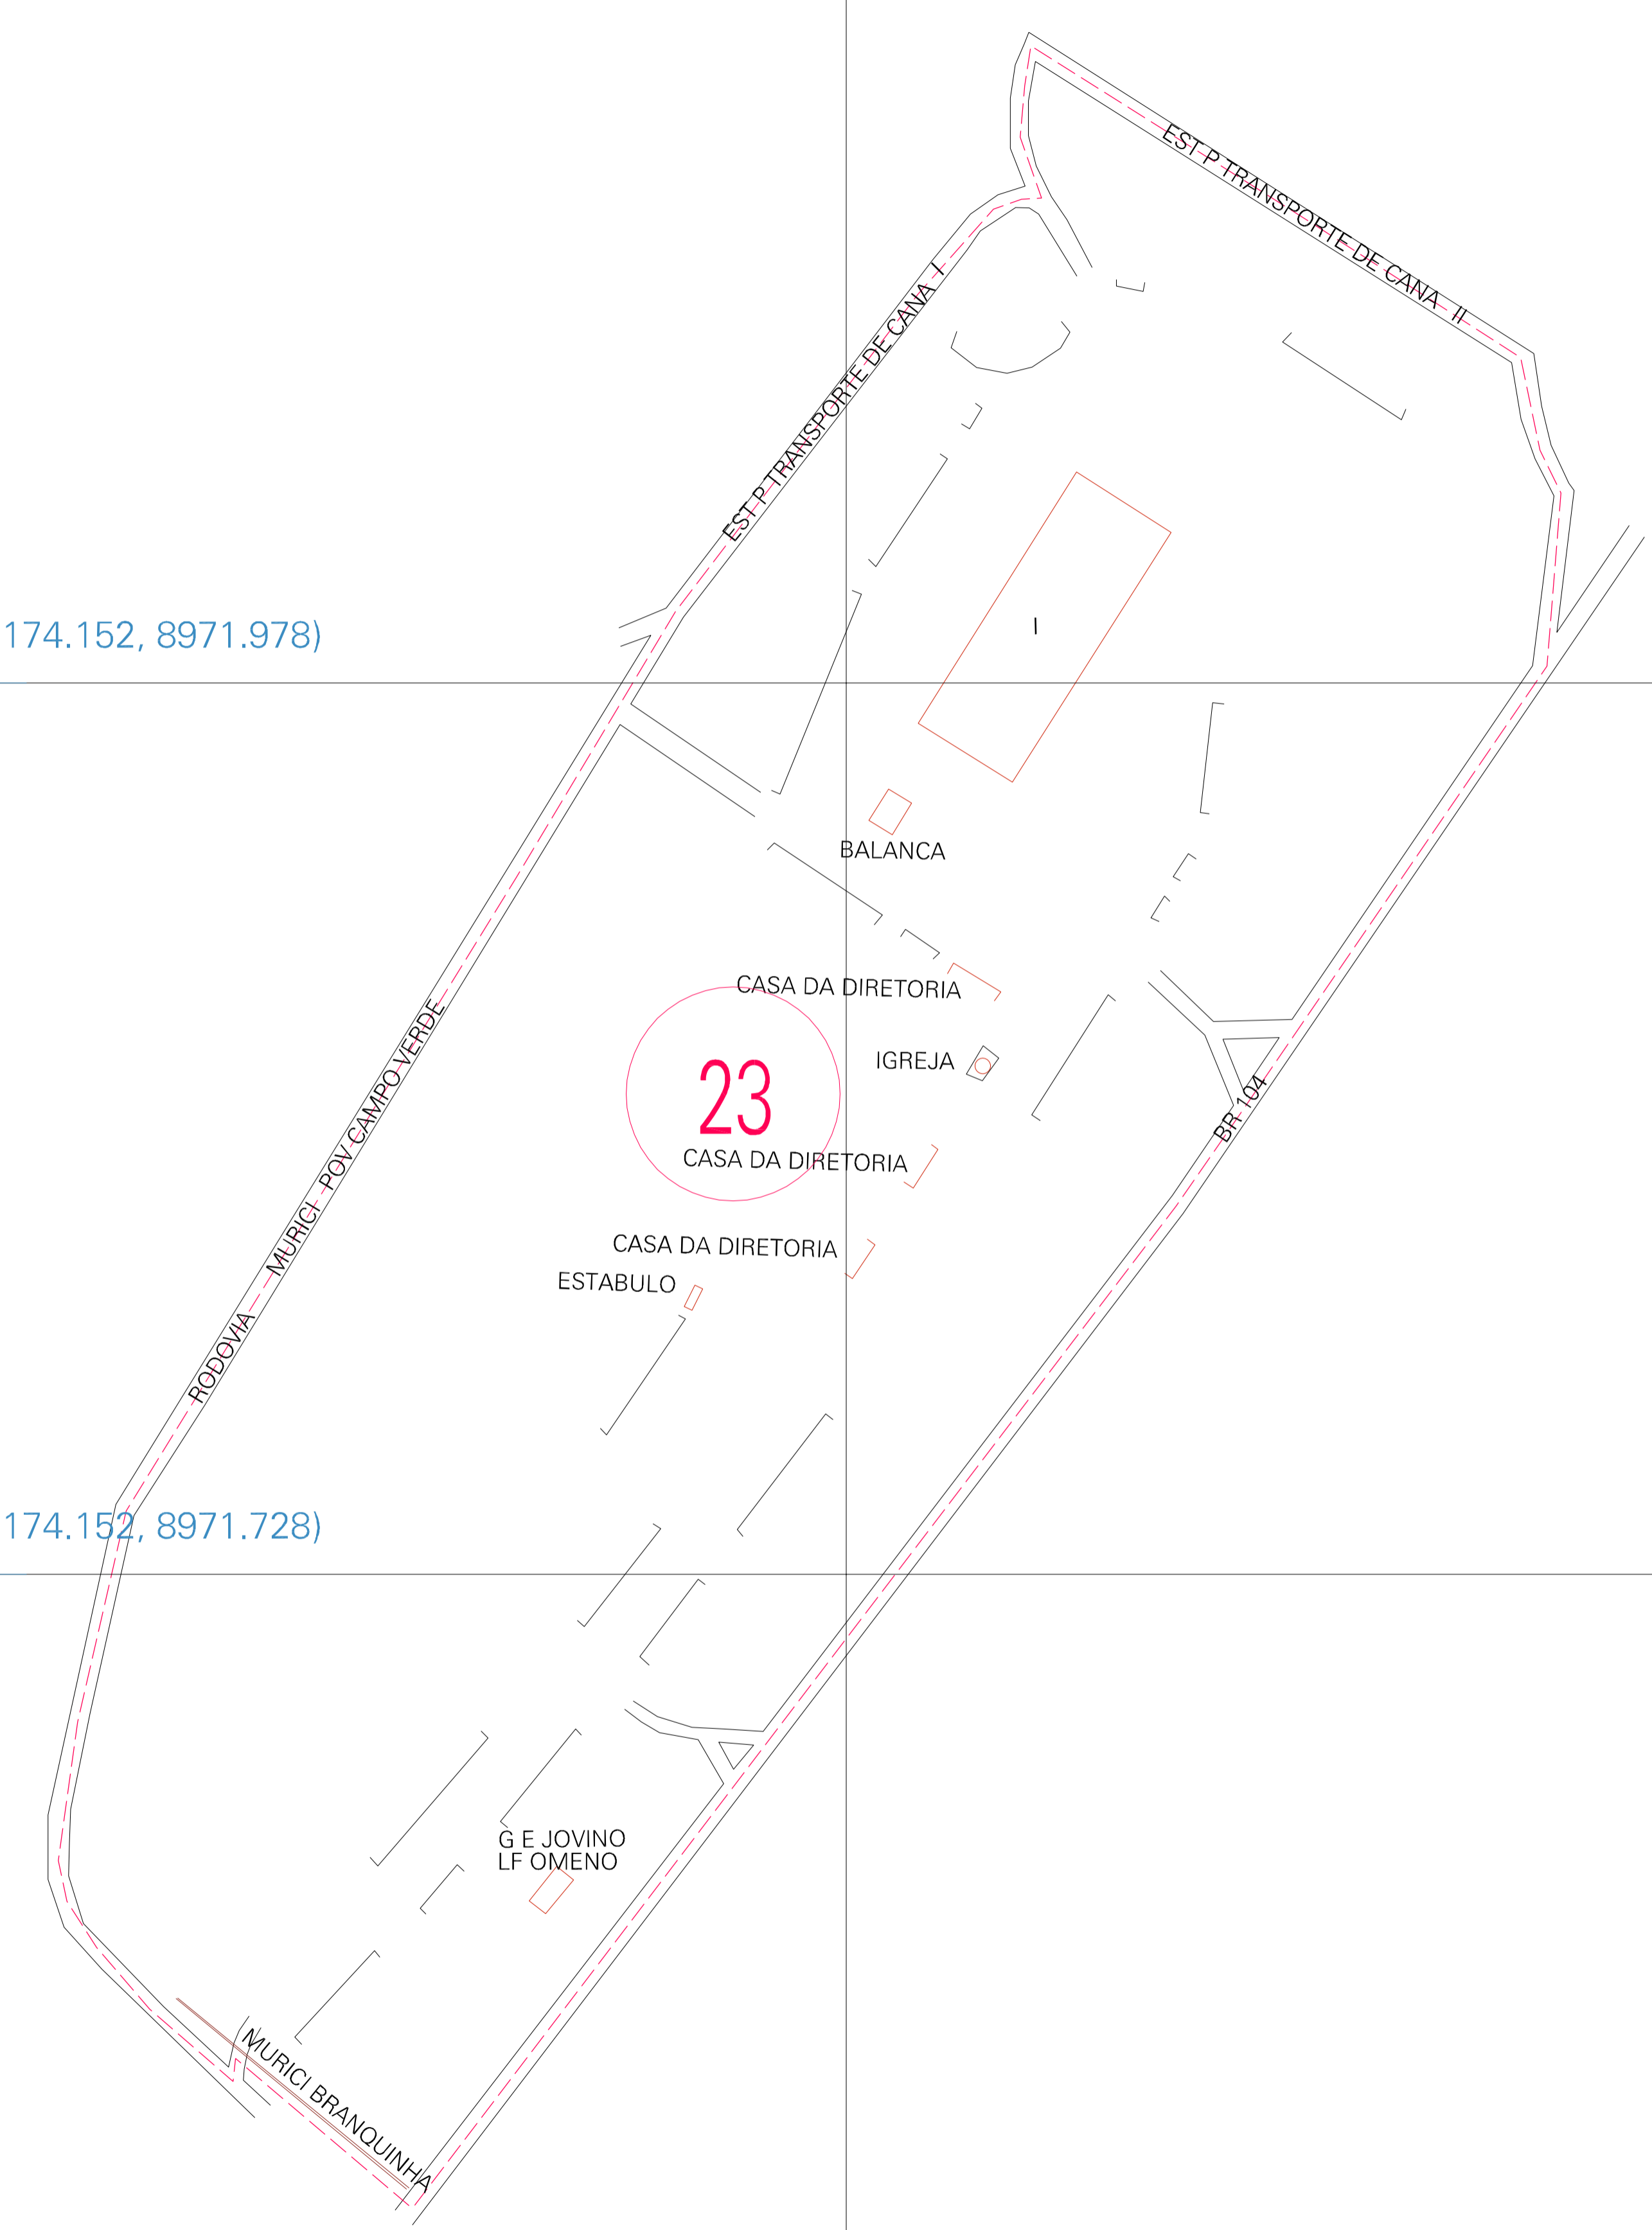 EST P TRANSPORTE DE CANA II
EST P TRANSPORTE DE CANA I
174.152, 8971.978)
I
BALANCA
CASA DA DIRETORIA
RODOVIA MURICI POV CAMPO VERDE
IGREJA
23
BR 104
CASA DA DIRETORIA
CASA DA DIRETORIA
ESTABULO
174.152, 8971.728)
G E JOVINO
LF OMENO
MURICI BRANQUINHA